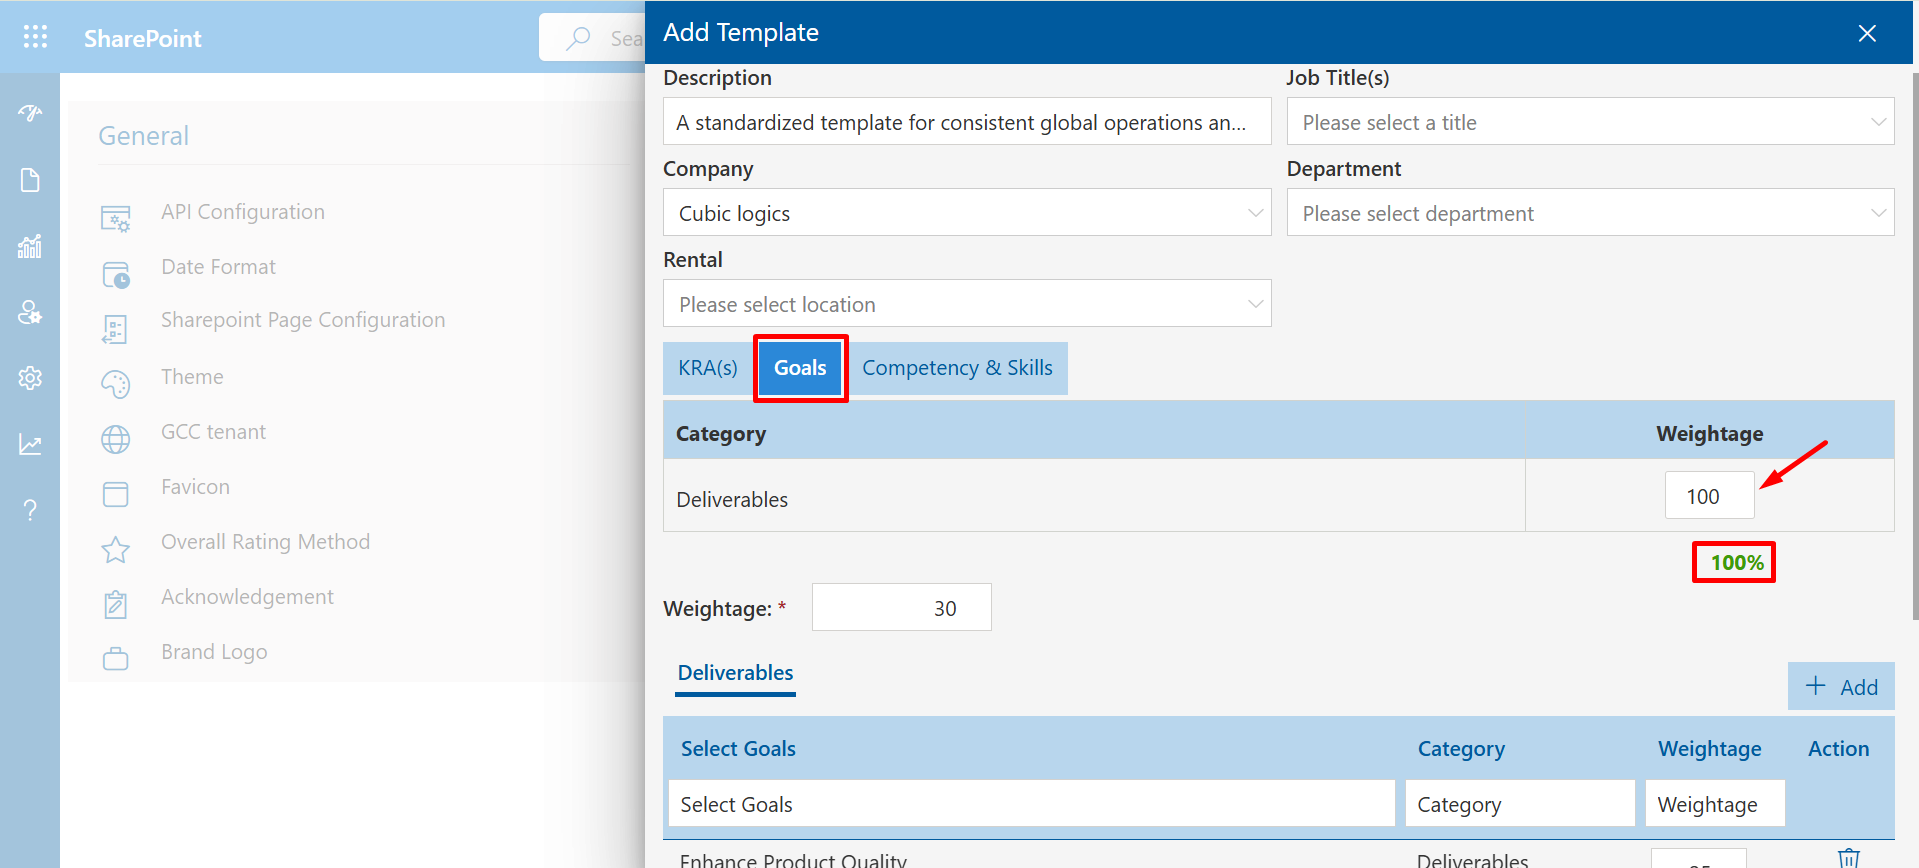 SharePoint
Sea
General
API Configuration
Date Format
Sharepoint Page Configuration
Theme
GCC tenant
Favicon
Overall Rating Method
Acknowledgement
Brand Logo
Add Template
Description
Job Title(s)
A standardized template for consistent global operations an...
Please select a title
Company
Department
Cubic logics
Please select department
Rental
Please select location
KRA(s) Goals Competency & Skills
Category Weightage
Deliverables 100
100%
Weightage: * 30
Deliverables
+ Add
Select Goals Category Weightage Action
Select Goals Category Weightage
Enhance Product Quality Deliverables